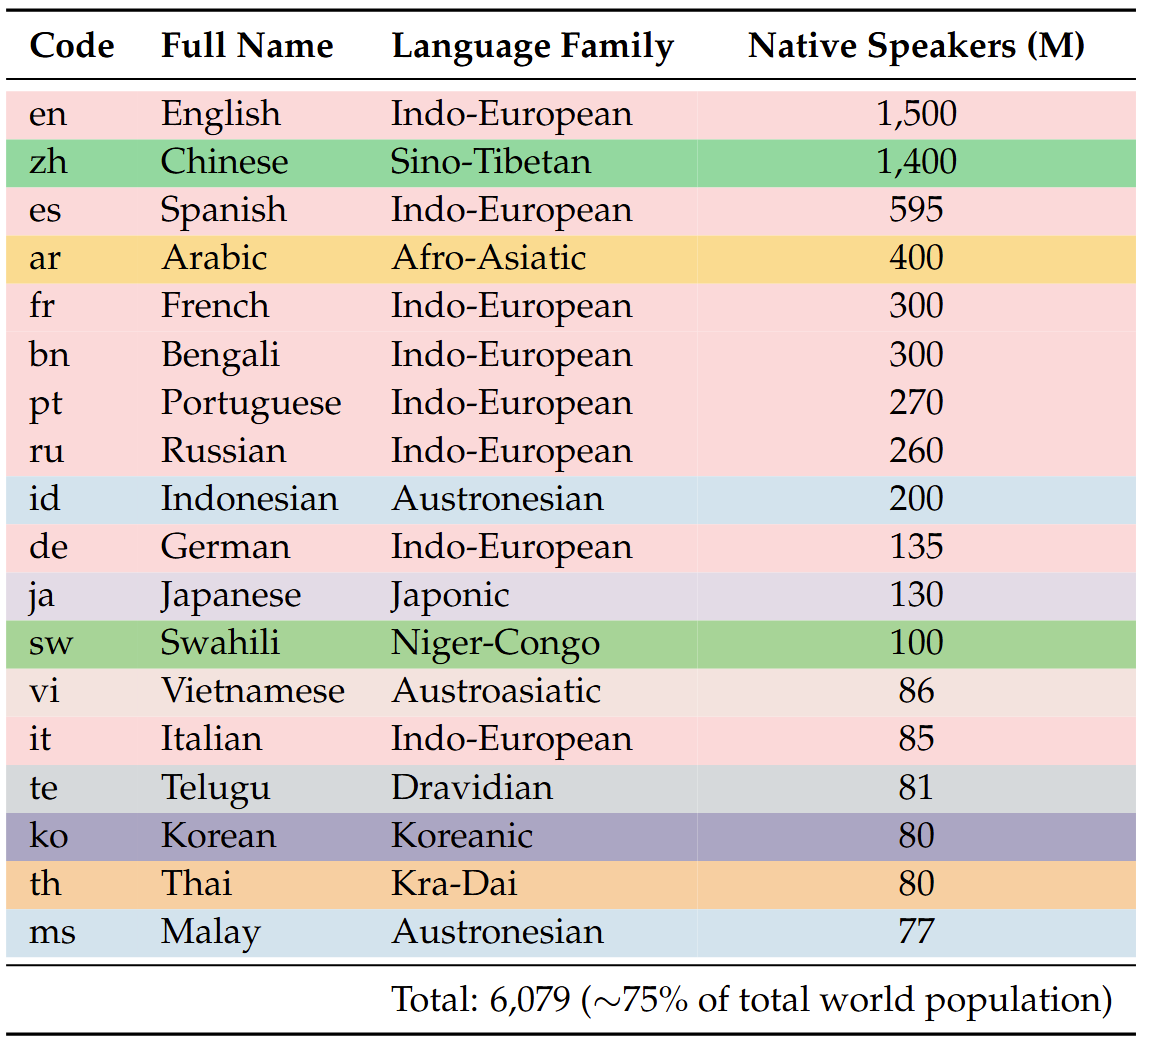 Code Full Name Language Family Native Speakers (M)
en English Indo-European 1,500
zh Chinese Sino-Tibetan 1,400
es Spanish Indo-European 595
ar Arabic Afro-Asiatic 400
fr French Indo-European 300
bn Bengali Indo-European 300
pt Portuguese Indo-European 270
ru Russian Indo-European 260
id Indonesian Austronesian 200
de German Indo-European 135
ja Japanese Japonic 130
sw Swahili Niger-Congo 100
vi Vietnamese Austroasiatic 86
it Italian Indo-European 85
te Telugu Dravidian 81
ko Korean Koreanic 80
th Thai Kra-Dai 80
ms Malay Austronesian 77
Total: 6,079 (∼75% of total world population)